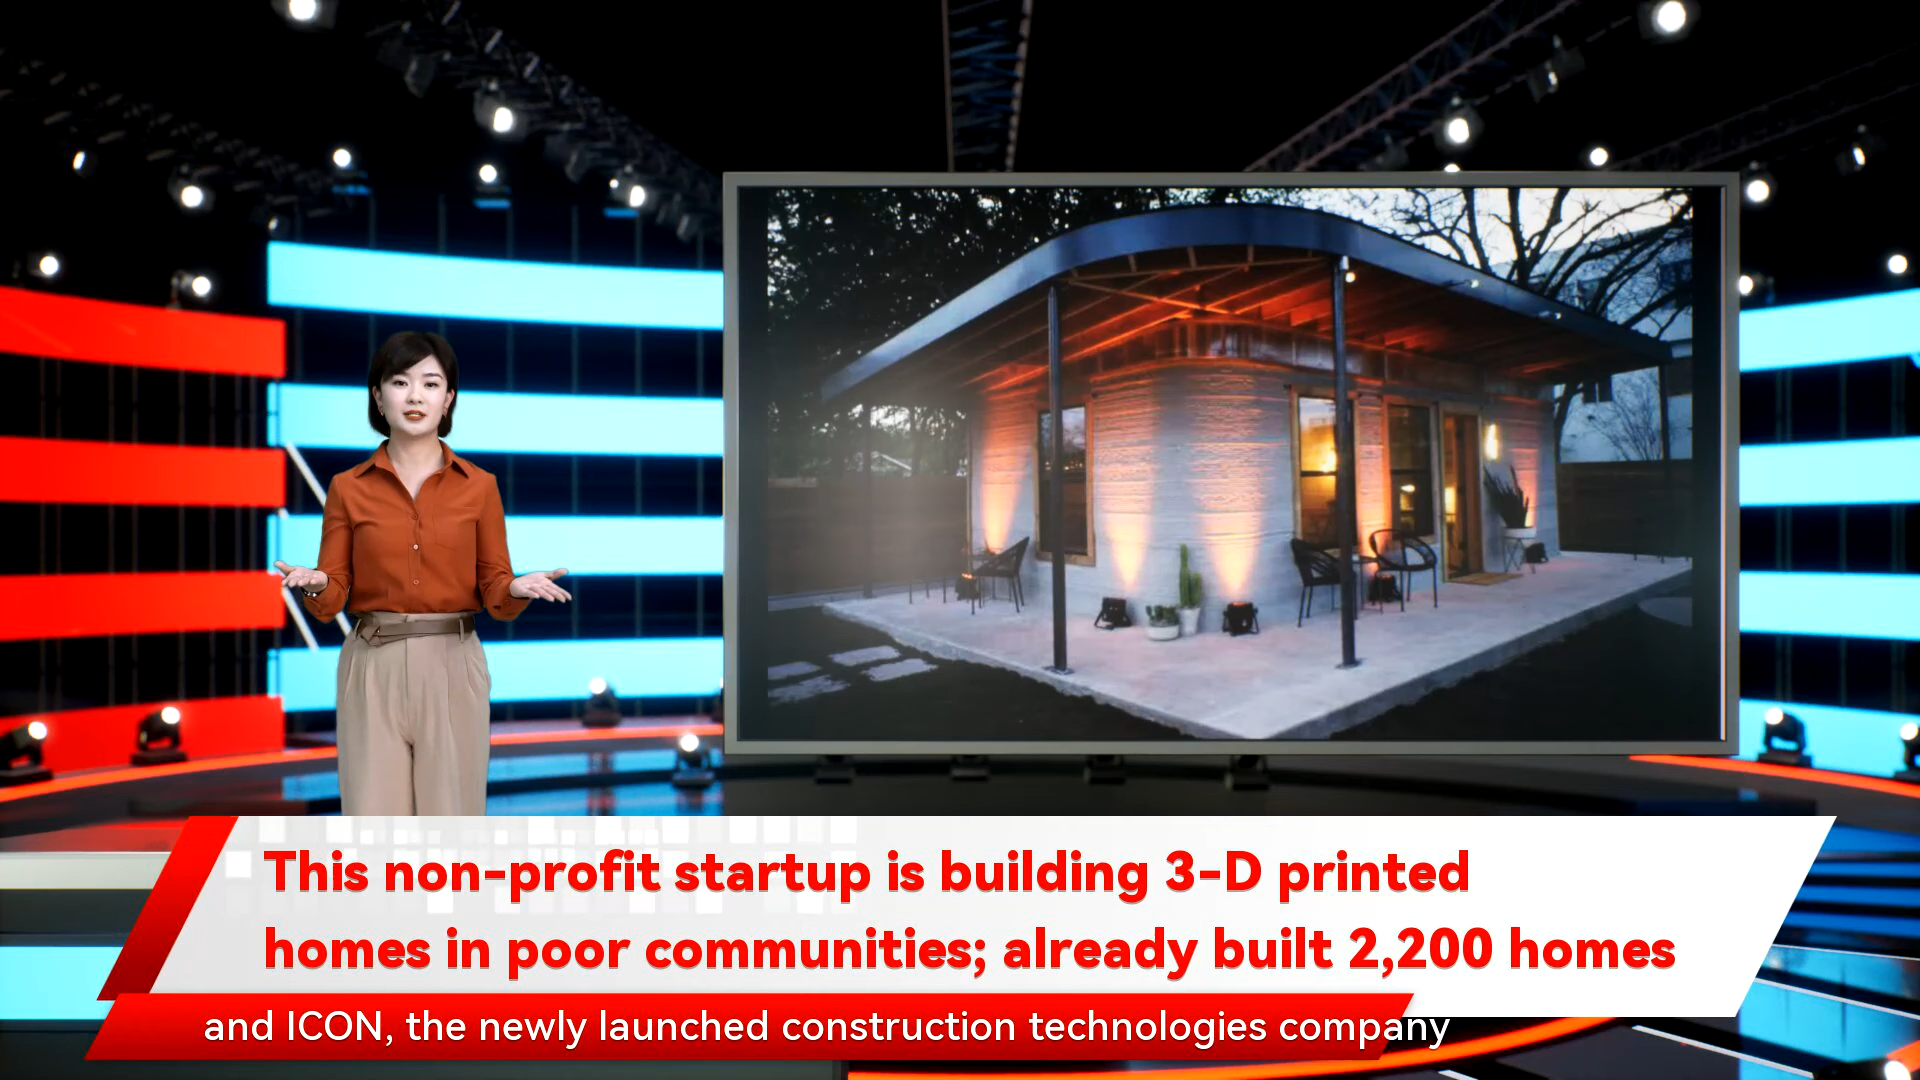 This non-profit startup is building 3-D printed
homes in poor communities; already built 2,200 homes
and ICON, the newly launched construction technologies company